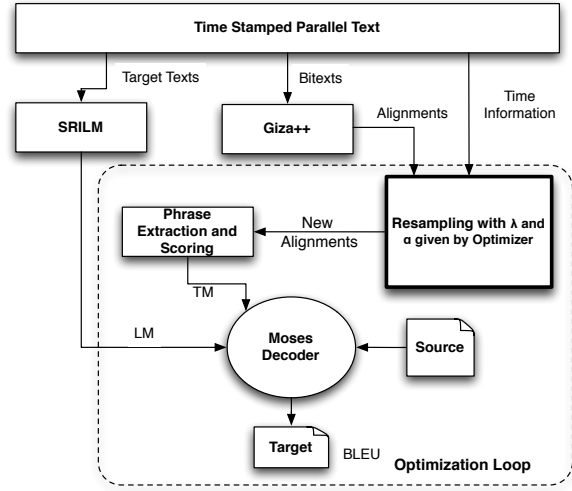 Time Stamped Parallel Text
Target Texts
Bitexts
Time
Information
SRILM
Giza++
Alignments
Phrase
Extraction and
Scoring
New
Alignments
Resampling with λ and
α given by Optimizer
TM
LM
Moses
Decoder
Source
Target
BLEU
Optimization Loop